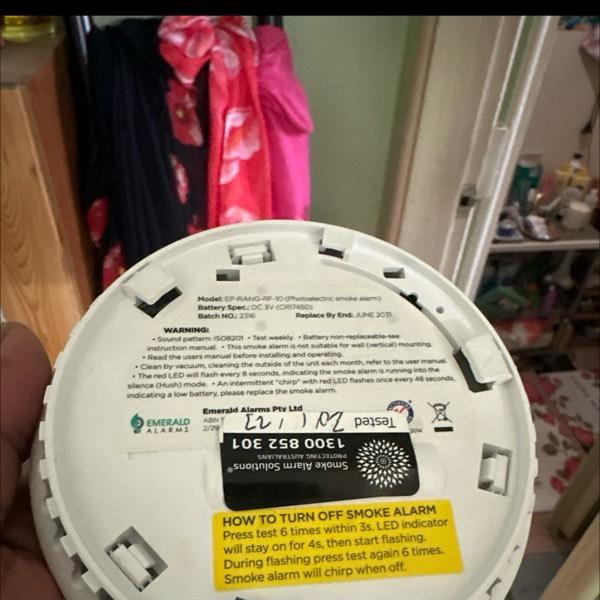 Model: EP-RANG-RF-10 (Photoelectric smoke alarm)
Battery Spec.: DC 3V (CR17450)
Batch NO.: 2316 Replace By End: JUNE 2031
WARNING:
• Sound pattern: ISO8201 • Test weekly. • Battery non-replaceable-see
instruction manual. • This smoke alarm is not suitable for wall (vertical) mounting.
• Read the users manual before installing and operating.
• Clean by vacuum, cleaning the outside of the unit each month, refer to the user manual.
• The red LED will flash every 8 seconds, indicating the smoke alarm is running into the
silence (Hush) mode. • An intermittent "chirp" with red LED flashes once every 48 seconds,
indicating a low battery, please replace the smoke alarm.
EMERALD
ALARMS
Emerald Alarms Pty Ltd
ABN
2/29
2014
Tested
Smoke Alarm Solutions®
PROTECTING AUSTRALIANS
1300 852 301
HOW TO TURN OFF SMOKE ALARM
Press test 6 times within 3s. LED indicator
will stay on for 4s, then start flashing.
During flashing press test again 6 times.
Smoke alarm will chirp when off.